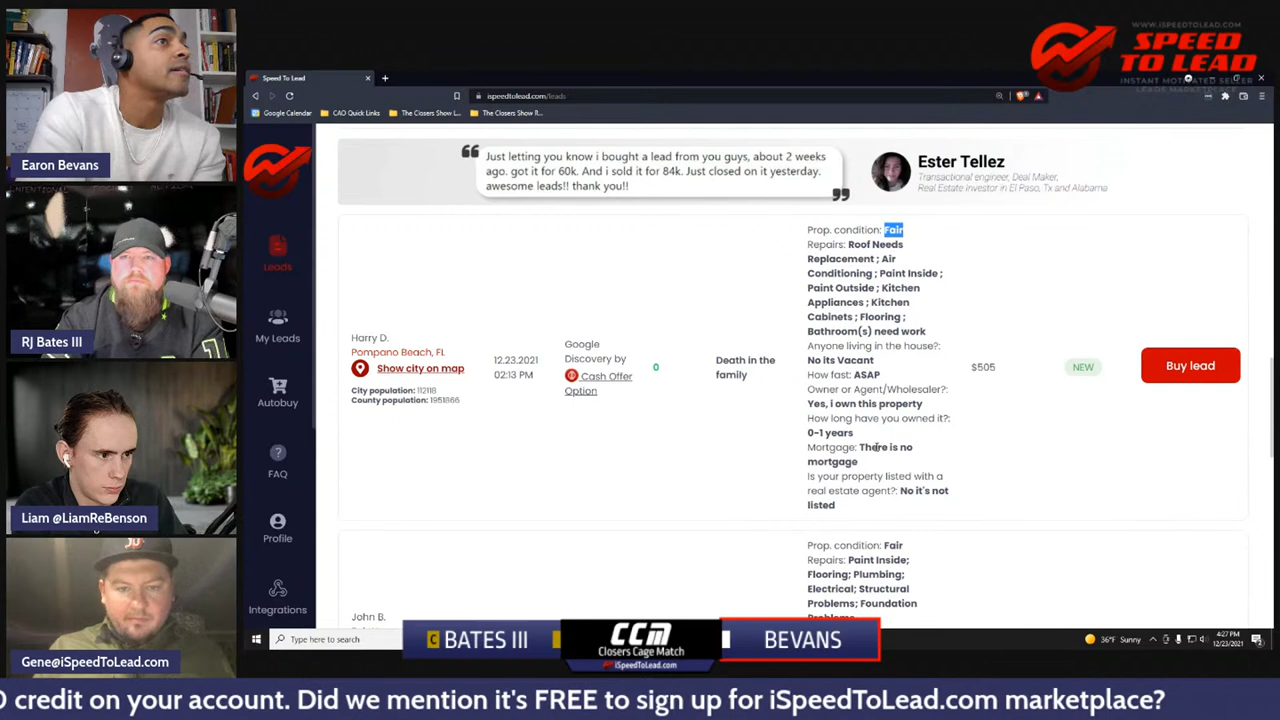 Earon Bevans
RJ Bates III
Liam @LiamReBenson
Gene@iSpeedToLead.com
WWW.ISPEEDTOLEAD.COM
SPEED
TO LEAD
INSTANT MOTIVATED SELLER
LEADS MARKETPLACE
Speed To Lead
ispeedtolead.com/leads
Google Calendar
CAO Quick Links
The Closers Show L...
The Closers Show R...
Leads
My Leads
Autobuy
FAQ
Profile
Integrations
Just letting you know i bought a lead from you guys, about 2 weeks
ago. got it for 60k. And i sold it for 84k. Just closed on it yesterday.
awesome leads!! thank you!!
Ester Tellez
Transactional engineer, Deal Maker,
Real Estate Investor in El Paso, Tx and Alabama
Harry D.
Pompano Beach, FL
Show city on map
City population: 112118
County population: 1951866
12.23.2021
02:13 PM
Google
Discovery by
Cash Offer
Option
0
Death in the
family
Prop. condition: Fair
Repairs: Roof Needs
Replacement ; Air
Conditioning ; Paint Inside ;
Paint Outside ; Kitchen
Appliances ; Kitchen
Cabinets ; Flooring ;
Bathroom(s) need work
Anyone living in the house?:
No its Vacant
How fast: ASAP
Owner or Agent/Wholesaler?:
Yes, i own this property
How long have you owned it?:
0-1 years
Mortgage: There is no
mortgage
Is your property listed with a
real estate agent?: No it's not
listed
$505
NEW
Buy lead
John B.
Prop. condition: Fair
Repairs: Paint Inside;
Flooring; Plumbing;
Electrical; Structural
Problems; Foundation
Type here to search
36°F Sunny
4:27 PM
12/23/2021
C BATES III
CCM
Closers Cage Match
iSpeedToLead.com
BEVANS
credit on your account. Did we mention it's FREE to sign up for iSpeedToLead.com marketplace?